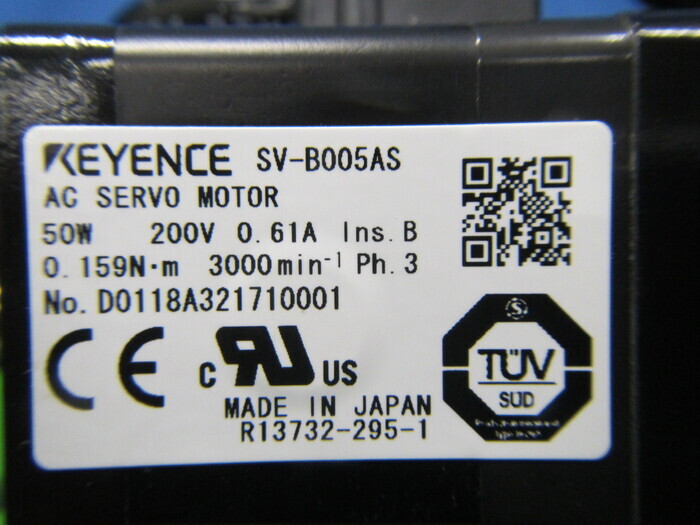 KEYENCE SV-B005AS
AC SERVO MOTOR
50W 200V 0.61A Ins.B
0.159N·m 3000min⁻¹ Ph.3
No. D0118A321710001
CE
c RU US
TÜV
SÜD
MADE IN JAPAN
R13732-295-1